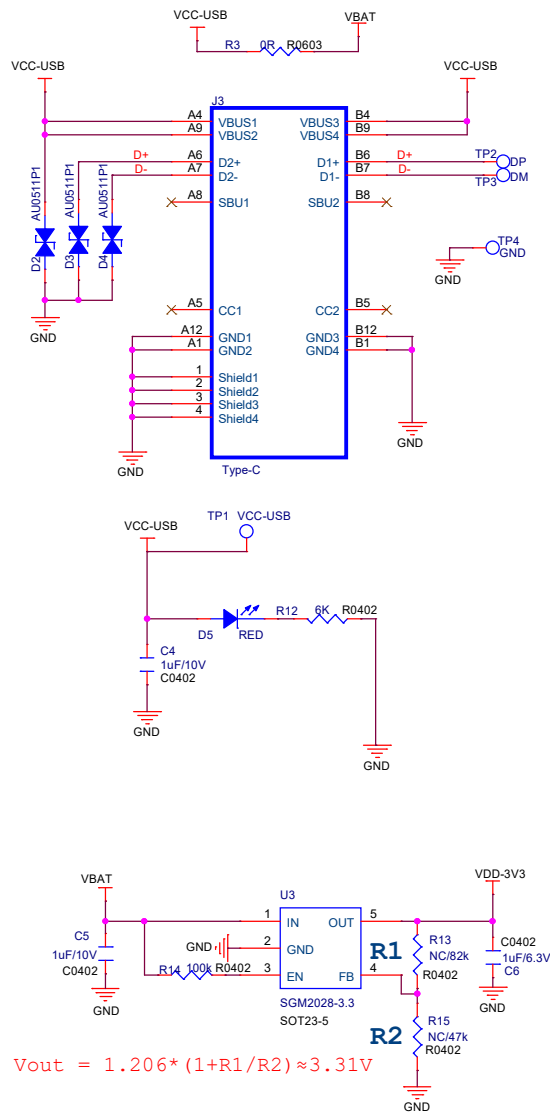 VCC-USB VBAT
R3 0R R0603
VCC-USB VCC-USB
J3
A4 VBUS1 VBUS3 B4
A9 VBUS2 VBUS4 B9
D+ A6 D2+ D1+ B6 D+ TP2 DP
D- A7 D2- D1- B7 D- TP3 DM
A8 SBU1 SBU2 B8
AU0511P1 AU0511P1 AU0511P1
D2 D3 D4
TP4
GND
GND
GND
A5 CC1 CC2 B5
A12 GND1 GND3 B12
A1 GND2 GND4 B1
1 Shield1
2 Shield2
3 Shield3
4 Shield4
GND GND
Type-C
TP1 VCC-USB
VCC-USB
R12 6K R0402
D5 RED
C4
1uF/10V
C0402
GND
GND
VBAT VDD-3V3
U3
1 IN OUT 5
2 GND
GND
3 EN FB 4
C5
1uF/10V
C0402
R14 100k R0402
R1 R13
NC/82k
R0402
C0402
1uF/6.3V
C6
SGM2028-3.3
SOT23-5
GND GND
R2 R15
NC/47k
R0402
Vout = 1.206*(1+R1/R2)≈3.31V
GND